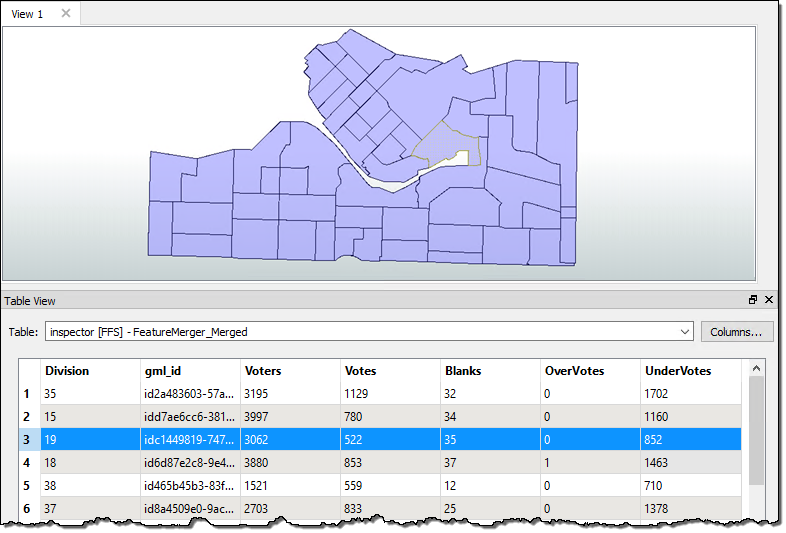 View 1
Table View
Table: inspector [FFS] - FeatureMerger_Merged Columns...
Division gml_id Voters Votes Blanks OverVotes UnderVotes
1 35 id2a483603-57a... 3195 1129 32 0 1702
2 15 idd7ae6cc6-381... 3997 780 34 0 1160
3 19 idc1449819-747... 3062 522 35 0 852
4 18 id6d87e2c8-9e4... 3880 853 37 1 1463
5 38 id465b45b3-83f... 1521 559 12 0 710
6 37 id8a4509e0-9ac... 2703 833 25 0 1378